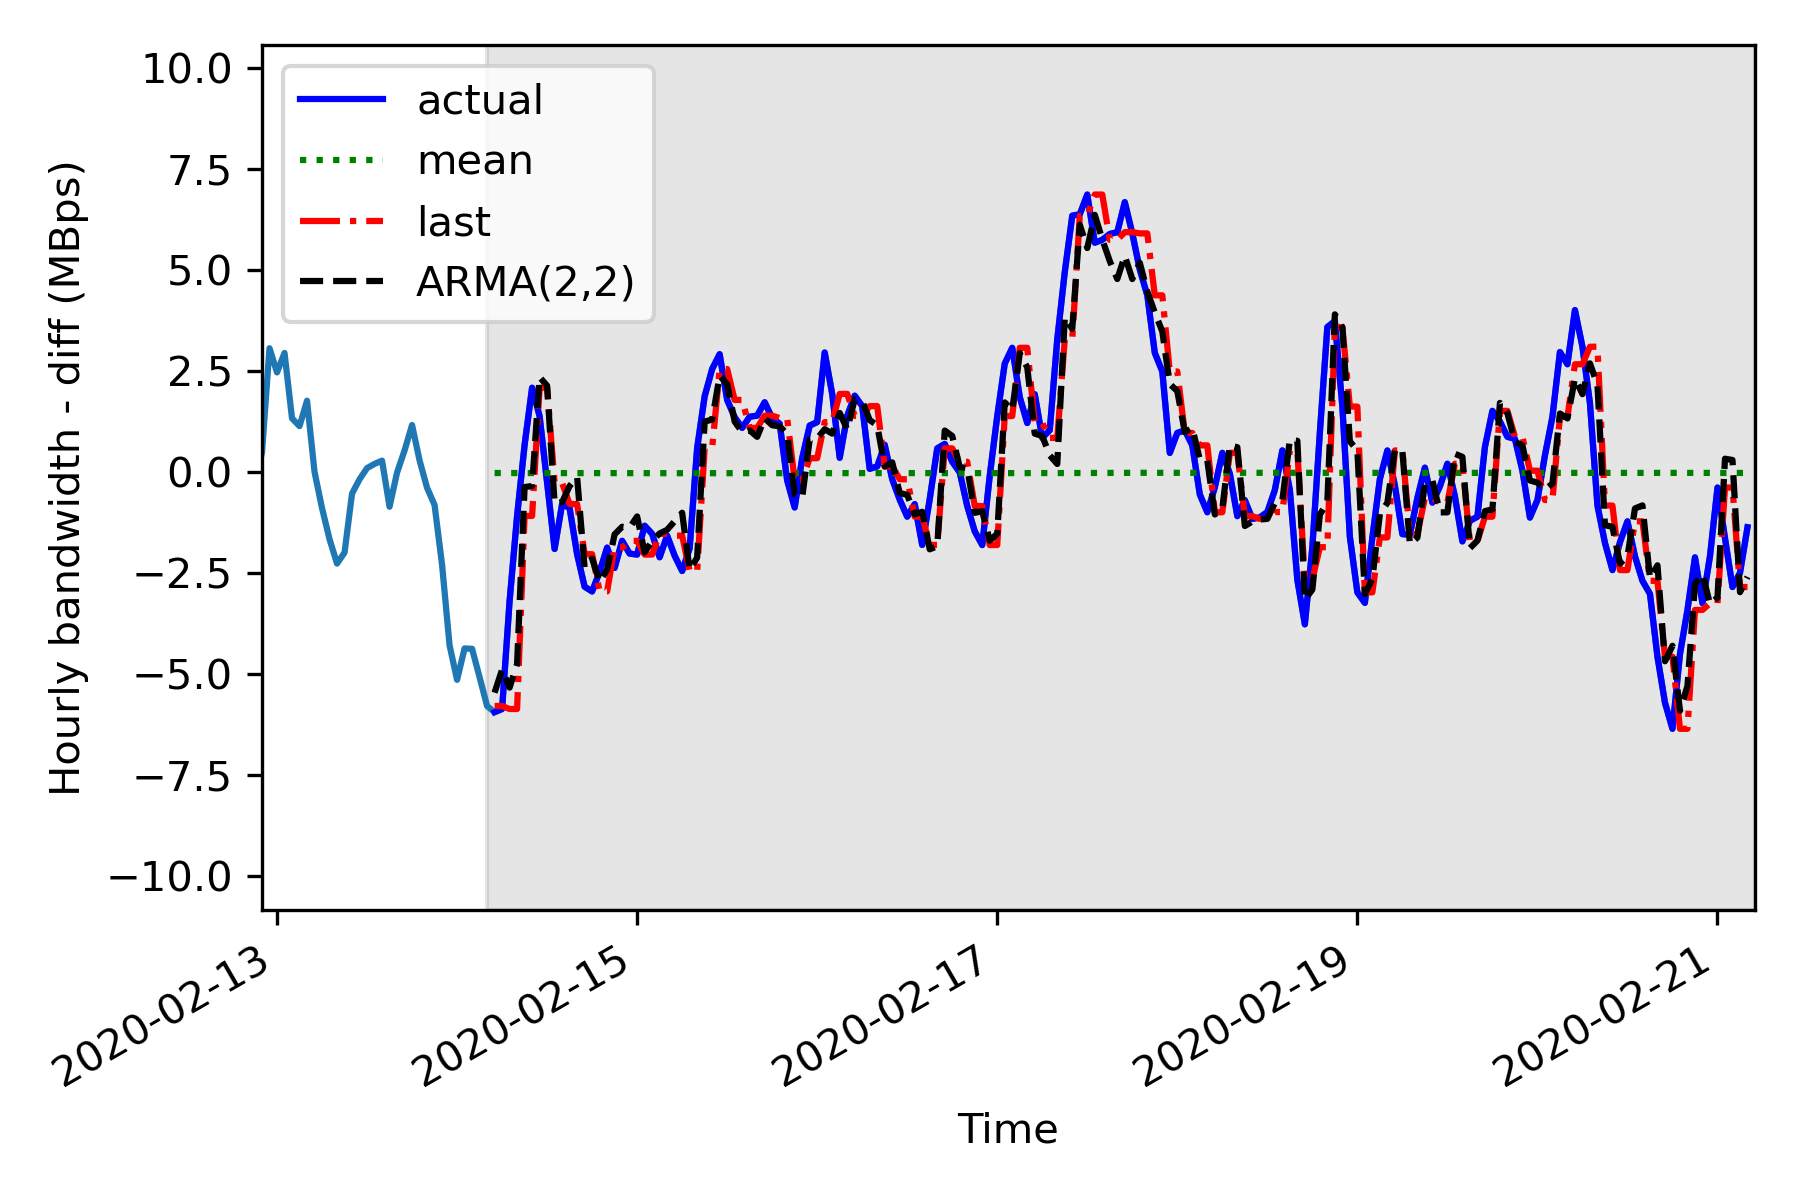 10.0
7.5
5.0
2.5
0.0
−2.5
−5.0
−7.5
−10.0
Hourly bandwidth - diff (MBps)
actual
mean
last
ARMA(2,2)
2020-02-13
2020-02-15
2020-02-17
2020-02-19
2020-02-21
Time